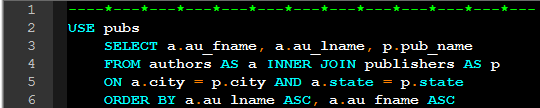 1 ----*---*---*---*---*---*---*---*---*---*---*---
2 USE pubs
3 SELECT a.au_fname, a.au_lname, p.pub_name
4 FROM authors AS a INNER JOIN publishers AS p
5 ON a.city = p.city AND a.state = p.state
6 ORDER BY a.au_lname ASC, a.au_fname ASC